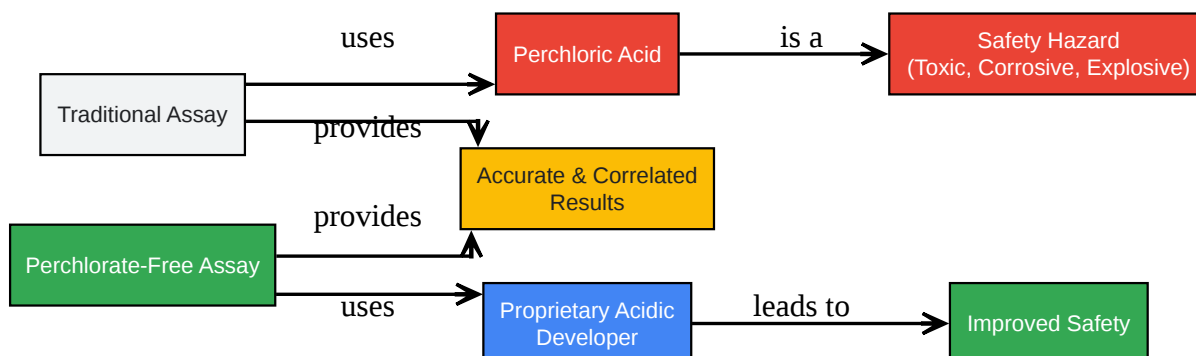 uses
Perchloric Acid
is a
Safety Hazard
(Toxic, Corrosive, Explosive)
Traditional Assay
provides
Accurate & Correlated
Results
provides
Perchlorate-Free Assay
uses
Proprietary Acidic
Developer
leads to
Improved Safety